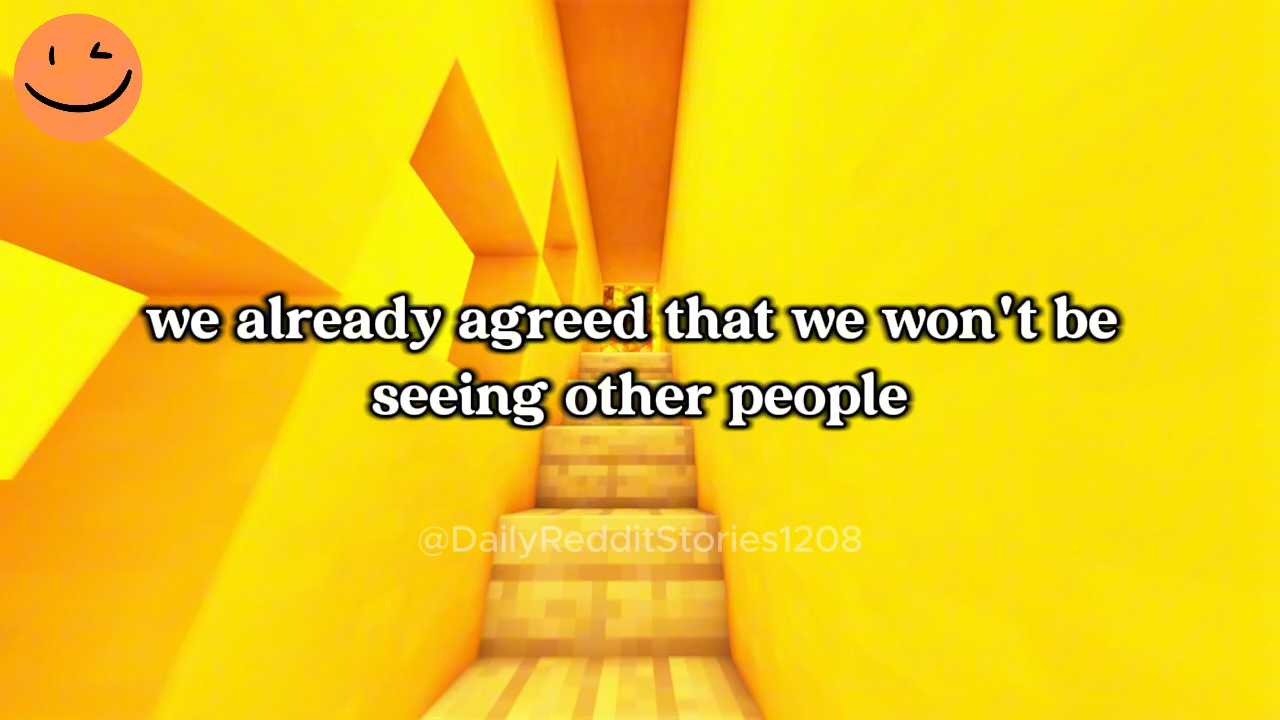 we already agreed that we won't be
seeing other people
@DailyRedditStories1208